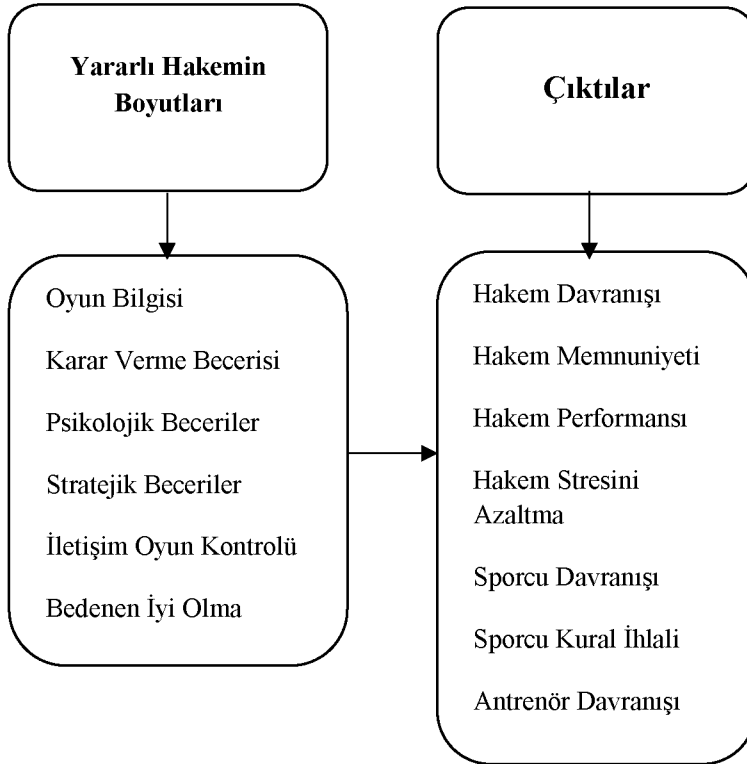 Yararlı Hakemin
Boyutları
Çıktılar
Oyun Bilgisi
Karar Verme Becerisi
Psikolojik Beceriler
Stratejik Beceriler
İletişim Oyun Kontrolü
Bedenen İyi Olma
Hakem Davranışı
Hakem Memnuniyeti
Hakem Performansı
Hakem Stresini
Azaltma
Sporcu Davranışı
Sporcu Kural İhlali
Antrenör Davranışı